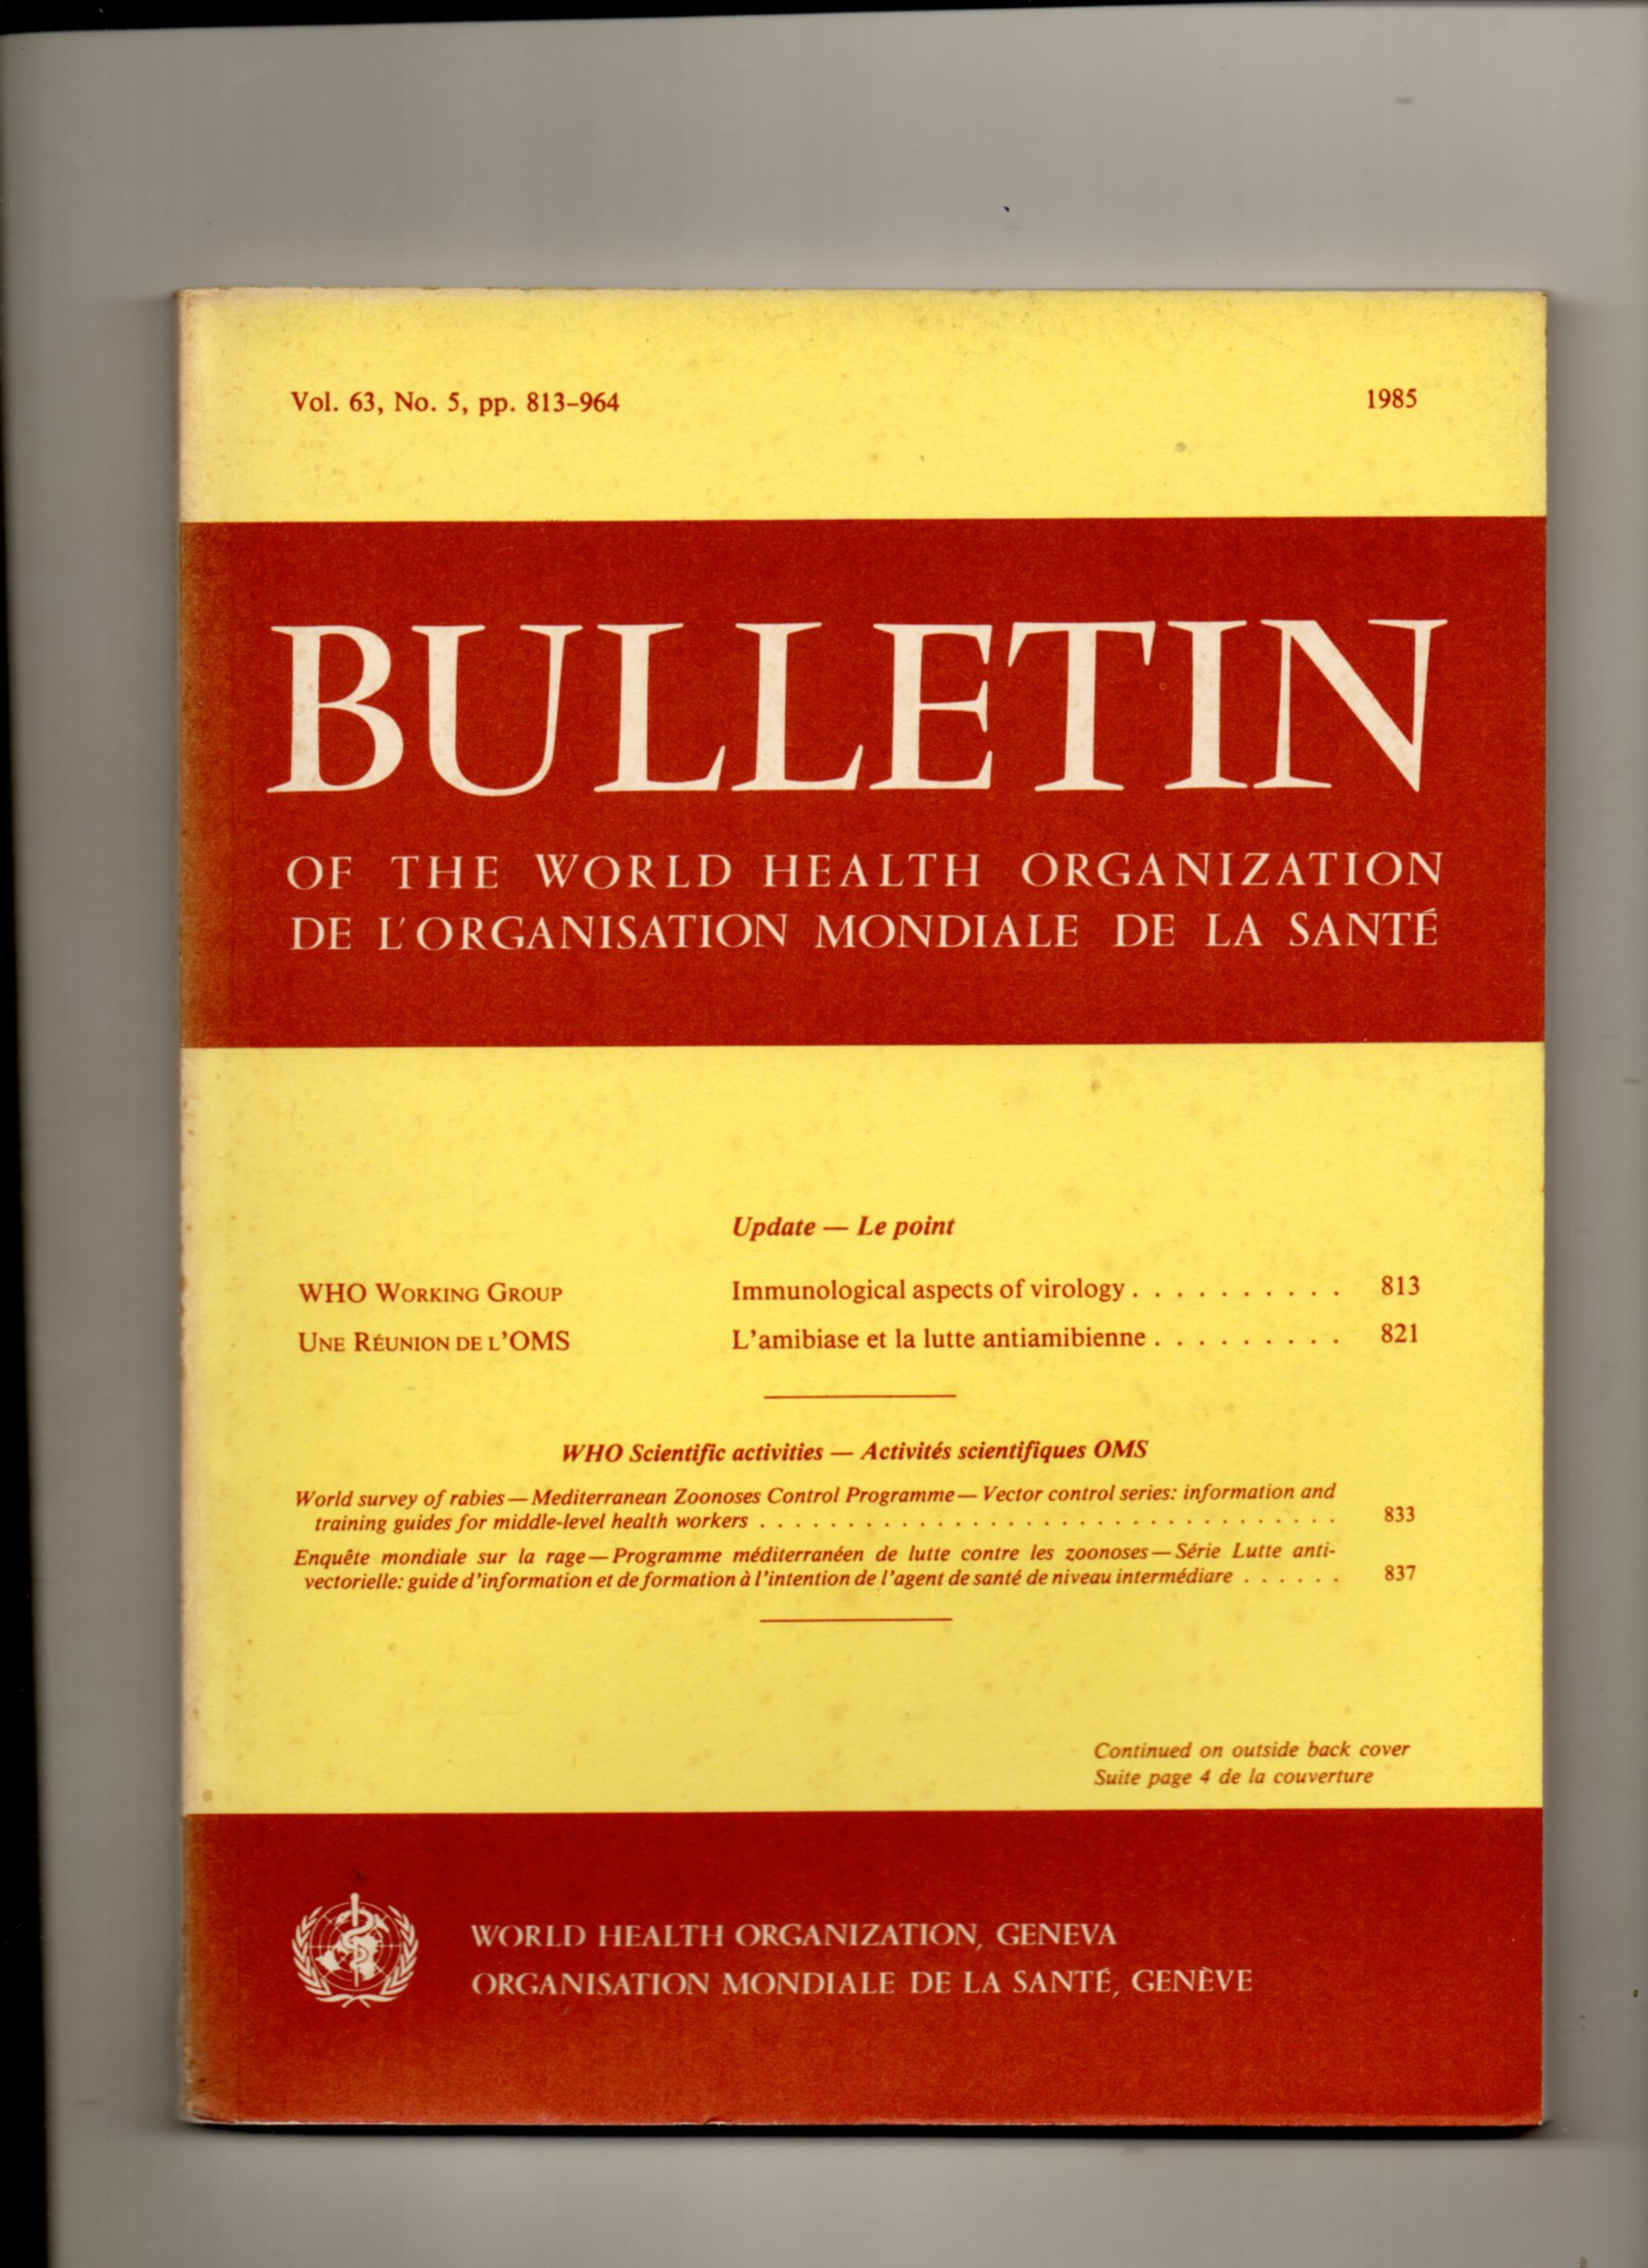 Vol. 63, No. 5, pp. 813–964 1985
BULLETIN
OF THE WORLD HEALTH ORGANIZATION
DE L'ORGANISATION MONDIALE DE LA SANTÉ
Update — Le point
WHO WORKING GROUP Immunological aspects of virology . . . . . . . . . . 813
UNE RÉUNION DE L'OMS L'amibiase et la lutte antiamibienne . . . . . . . . . 821
WHO Scientific activities — Activités scientifiques OMS
World survey of rabies — Mediterranean Zoonoses Control Programme — Vector control series: information and
training guides for middle-level health workers . . . . . . . . . . . . . . . . . . . . . . . . . . . . . . . . 833
Enquête mondiale sur la rage — Programme méditerranéen de lutte contre les zoonoses — Série Lutte anti-
vectorielle: guide d'information et de formation à l'intention de l'agent de santé de niveau intermédiare . . . . . . 837
Continued on outside back cover
Suite page 4 de la couverture
WORLD HEALTH ORGANIZATION, GENEVA
ORGANISATION MONDIALE DE LA SANTÉ, GENÈVE